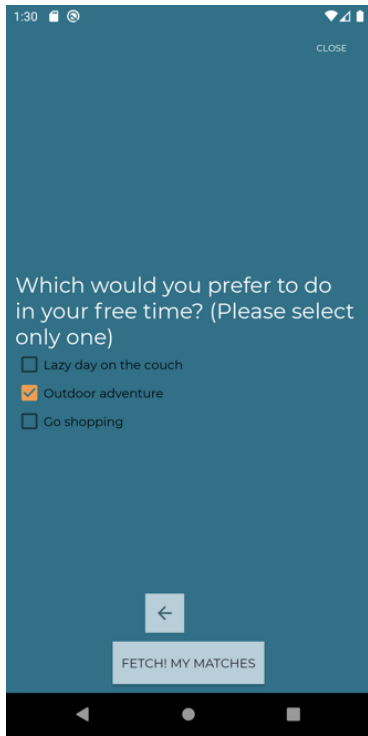 1:30
CLOSE
Which would you prefer to do
in your free time? (Please select
only one)
Lazy day on the couch
Outdoor adventure
Go shopping
FETCH! MY MATCHES